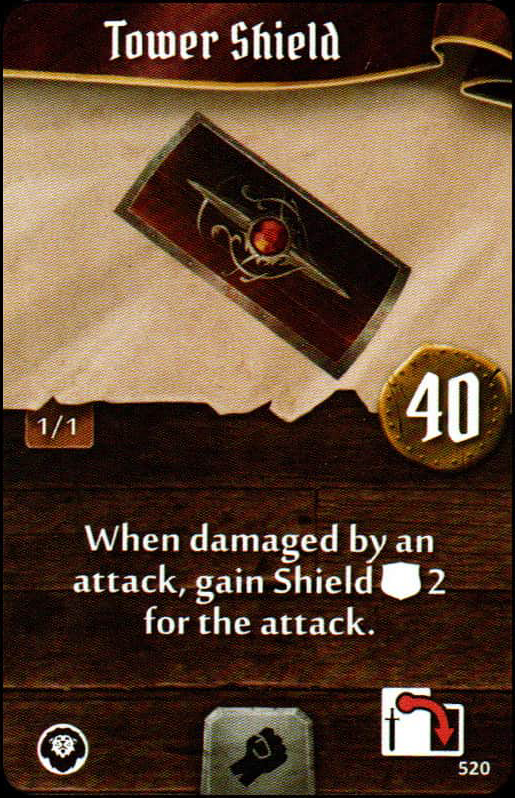 Tower Shield
40
1/1
When damaged by an
attack, gain Shield 2
for the attack.
520